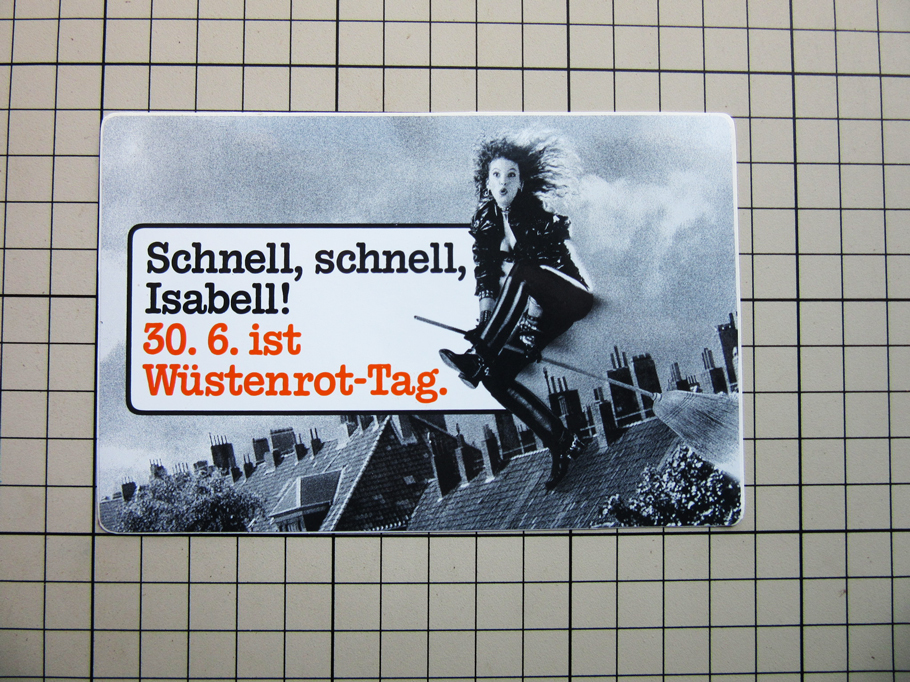 Schnell, schnell,
Isabell!
30. 6. ist
Wüstenrot-Tag.